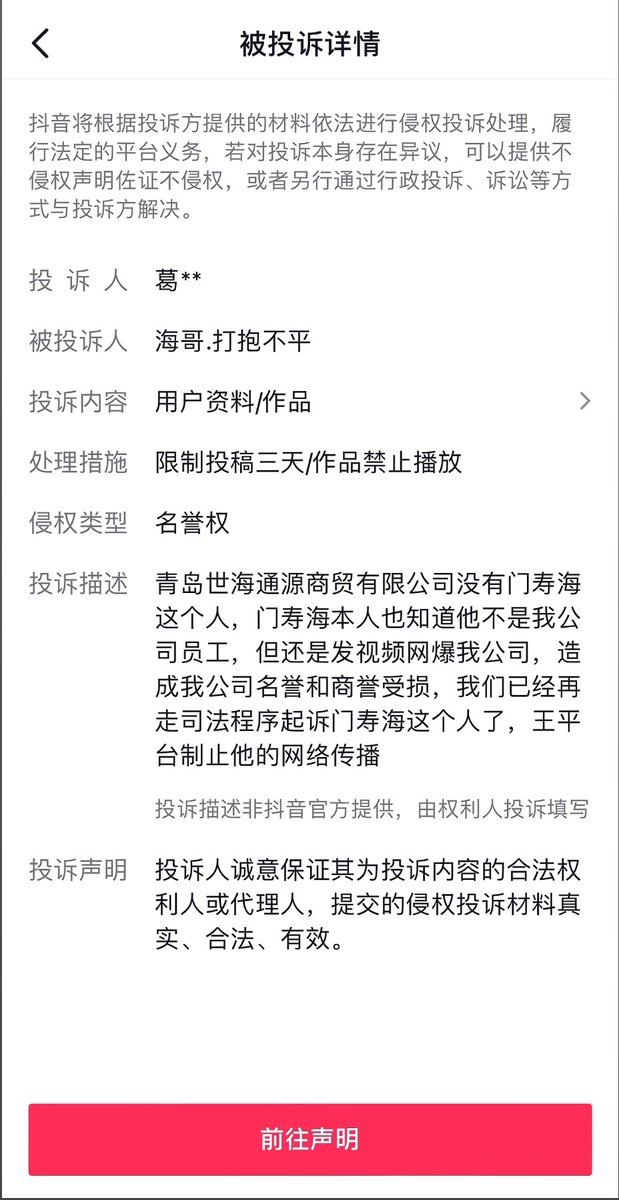 被投诉详情
抖音将根据投诉方提供的材料依法进行侵权投诉处理，履
行法定的平台义务，若对投诉本身存在异议，可以提供不
侵权声明佐证不侵权，或者另行通过行政投诉、诉讼等方
式与投诉方解决。
投诉人 葛**
被投诉人 海哥.打抱不平
投诉内容 用户资料/作品
处理措施 限制投稿三天/作品禁止播放
侵权类型 名誉权
投诉描述 青岛世海通源商贸有限公司没有门寿海
这个人，门寿海本人也知道他不是我公
司员工，但还是发视频网爆我公司，造
成我公司名誉和商誉受损，我们已经再
走司法程序起诉门寿海这个人了，王平
台制止他的网络传播
投诉描述非抖音官方提供，由权利人投诉填写
投诉声明 投诉人诚意保证其为投诉内容的合法权
利人或代理人，提交的侵权投诉材料真
实、合法、有效。
前往声明